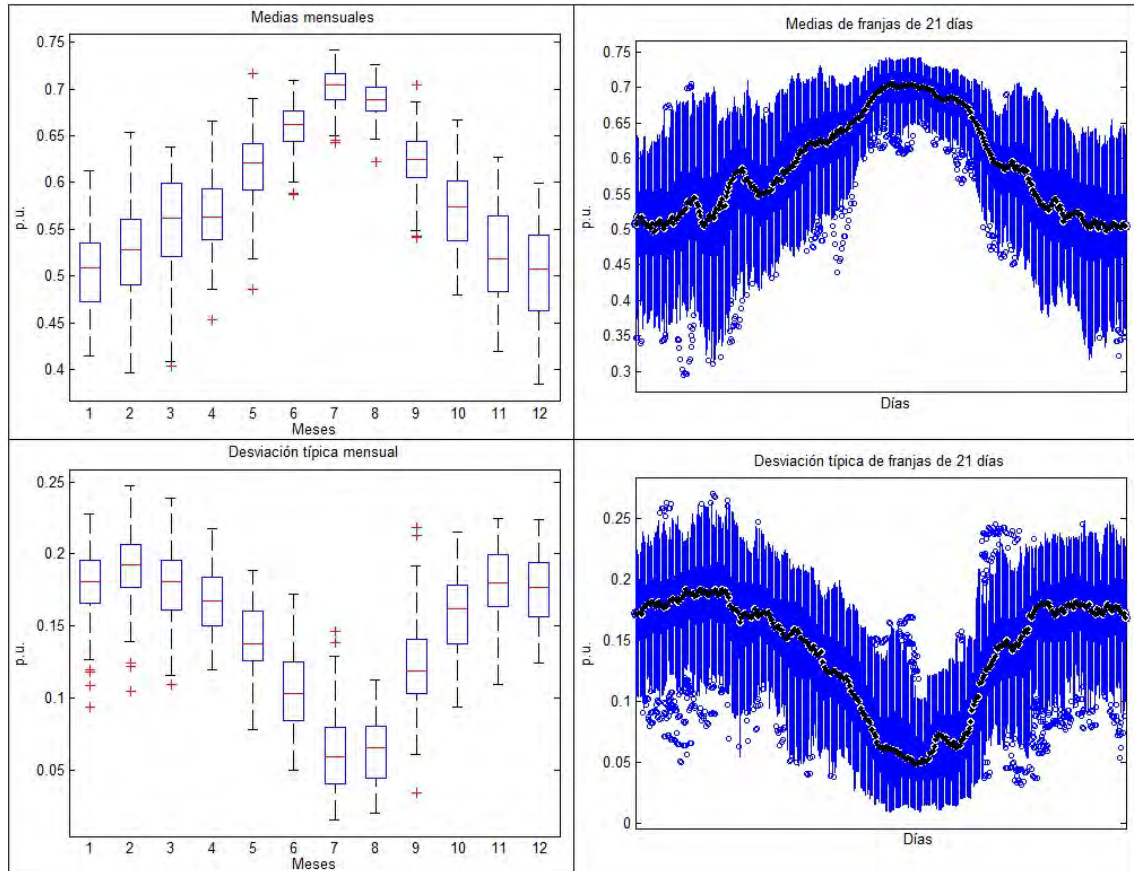 Medias mensuales
0.75
0.7
0.65
0.6
0.55
0.5
0.45
0.4
p.u.
1 2 3 4 5 6 7 8 9 10 11 12
Meses
Medias de franjas de 21 días
0.75
0.7
0.65
0.6
0.55
0.5
0.45
0.4
0.35
0.3
p.u.
Días
Desviación típica mensual
0.25
0.2
0.15
0.1
0.05
p.u.
1 2 3 4 5 6 7 8 9 10 11 12
Meses
Desviación típica de franjas de 21 días
0.25
0.2
0.15
0.1
0.05
0
p.u.
Días